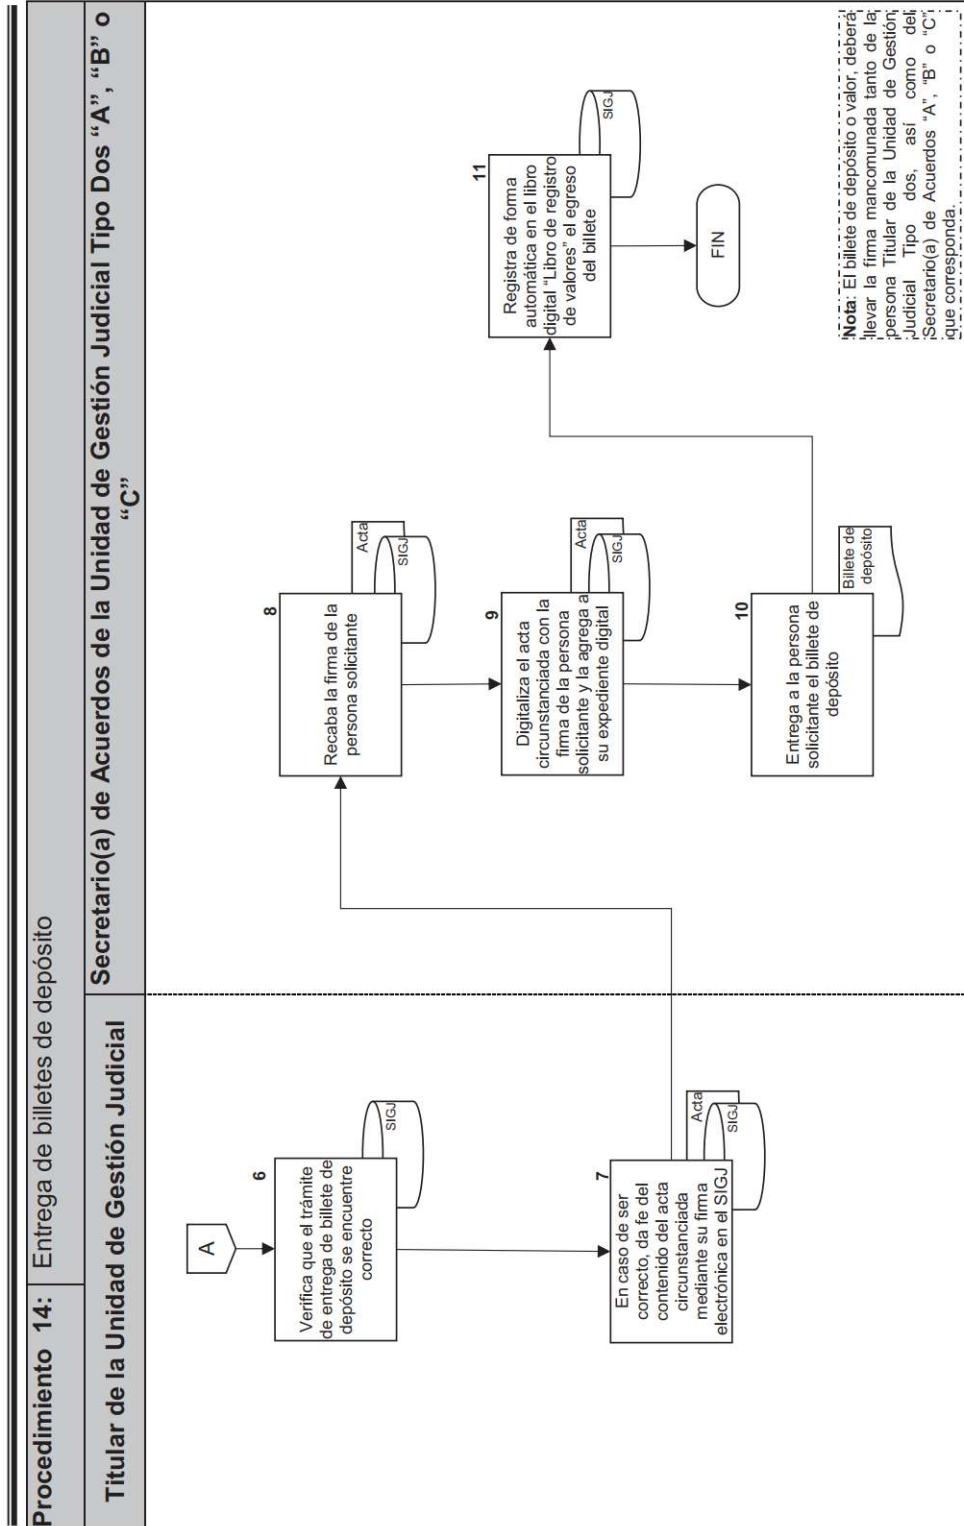 Procedimiento 14: Entrega de billetes de depósito
Titular de la Unidad de Gestión Judicial
Secretario(a) de Acuerdos de la Unidad de Gestión Judicial Tipo Dos “A”, “B” o
“C”
A
6
Verifica que el trámite
de entrega de billete de
depósito se encuentre
correcto
SIGJ
7
En caso de ser
correcto, da fe del
contenido del acta
circunstanciada
mediante su firma
electrónica en el SIGJ
Acta
SIGJ
8
Recaba la firma de la
persona solicitante
Acta
SIGJ
9
Digitaliza el acta
circunstanciada con la
firma de la persona
solicitante y la agrega a
su expediente digital
Acta
SIGJ
10
Entrega a la persona
solicitante el billete de
depósito
Billete de
depósito
11
Registra de forma
automática en el libro
digital “Libro de registro
de valores” el egreso
del billete
SIGJ
FIN
Nota: El billete de depósito o valor, deberá
llevar la firma mancomunada tanto de la
persona Titular de la Unidad de Gestión
Judicial Tipo dos, así como del
Secretario(a) de Acuerdos “A”, “B” o “C”
que corresponda.